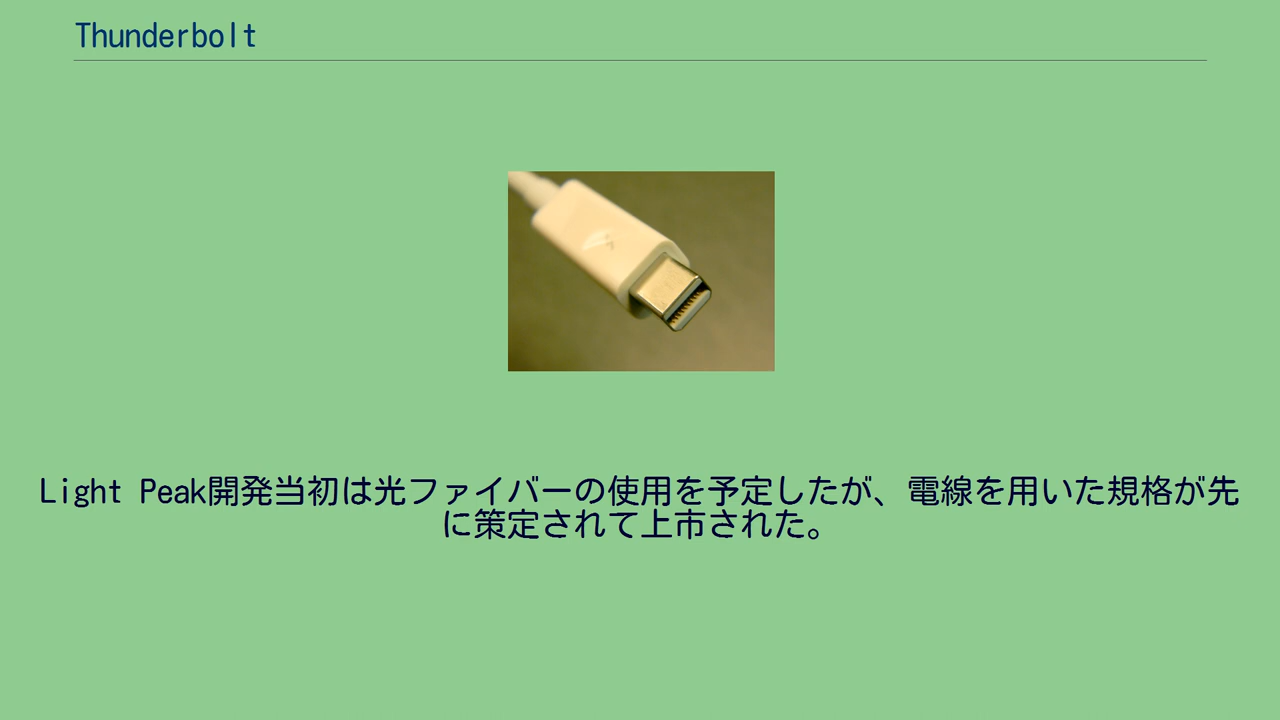 Thunderbolt
Light Peak開発当初は光ファイバーの使用を予定したが、電線を用いた規格が先
に策定されて上市された。